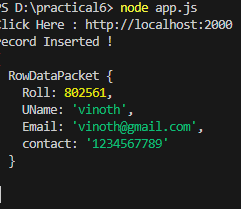 PS D:\practical6> node app.js
Click Here : http://localhost:2000
record Inserted !
RowDataPacket {
Roll: 802561,
UName: 'vinoth',
Email: 'vinoth@gmail.com',
contact: '1234567789'
}